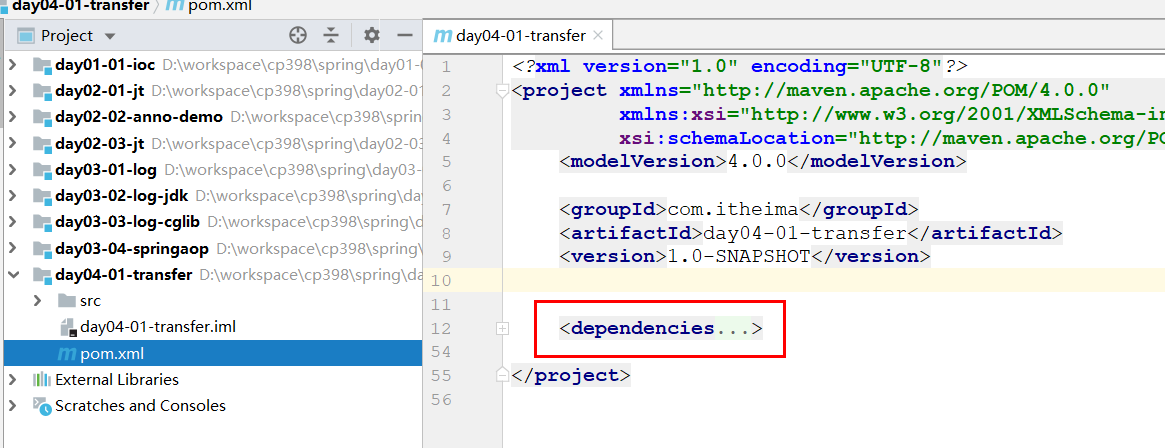 day04-01-transfer pom.xml
Project
day01-01-ioc D:\workspace\cp398\spring\day01-0
day02-01-jt D:\workspace\cp398\spring\day02-01
day02-02-anno-demo D:\workspace\cp398\sp
day02-03-jt D:\workspace\cp398\spring\day02-03
day03-01-log D:\workspace\cp398\spring\day03-
day03-02-log-jdk D:\workspace\cp398\spring\
day03-03-log-cglib D:\workspace\cp398\sprin
day03-04-springaop D:\workspace\cp398\spr
day04-01-transfer D:\workspace\cp398\spring\da
src
day04-01-transfer.iml
pom.xml
External Libraries
Scratches and Consoles
day04-01-transfer
1 <?xml version="1.0" encoding="UTF-8"?>
2 <project xmlns="http://maven.apache.org/POM/4.0.0"
3 xmlns:xsi="http://www.w3.org/2001/XMLSchema-in
4 xsi:schemaLocation="http://maven.apache.org/PO
5 <modelVersion>4.0.0</modelVersion>
6
7 <groupId>com.itheima</groupId>
8 <artifactId>day04-01-transfer</artifactId>
9 <version>1.0-SNAPSHOT</version>
10
11
12 <dependencies...>
54
55 </project>
56